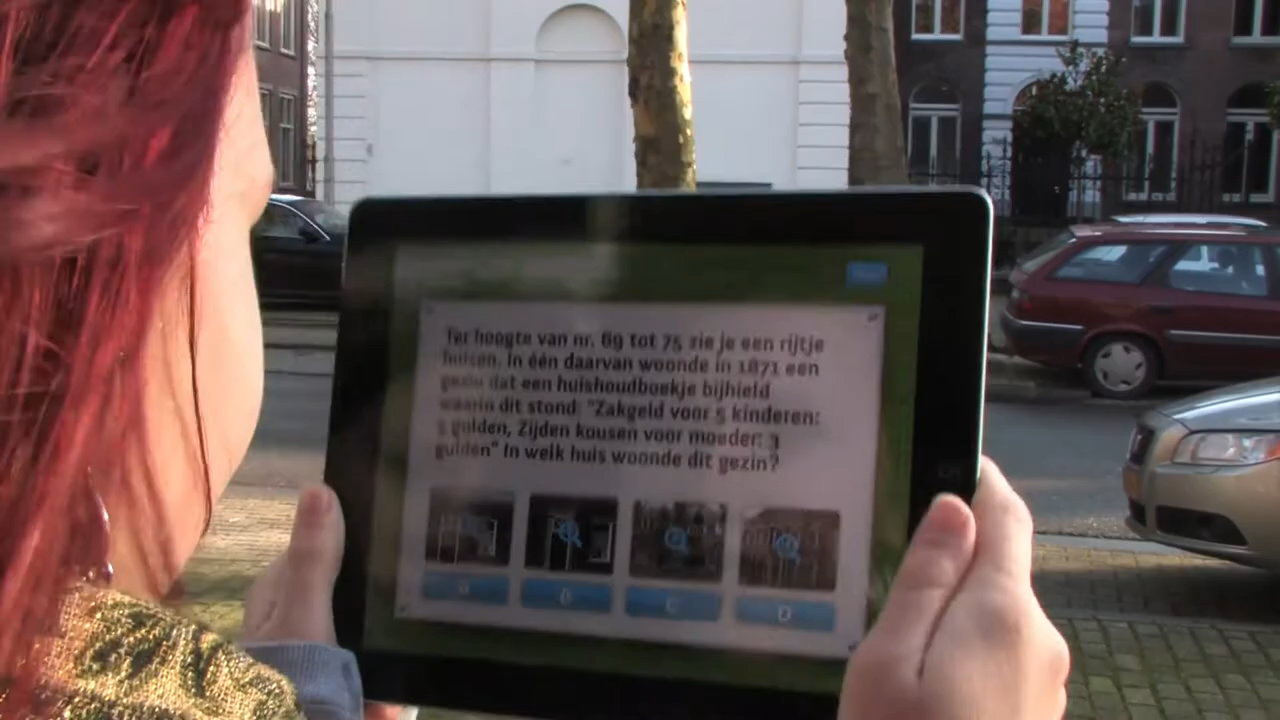 Ter hoogte van nr. 69 tot 75 zie je een rijtje
huisen. In één daarvan woonde in 1871 een
gezin dat een huishoudboekje bijhield
waarin dit stond: "Zakgeld voor 5 kinderen:
5 gulden, Zijden kousen voor moeder: 3
gulden" In welk huis woonde dit gezin?
B C D